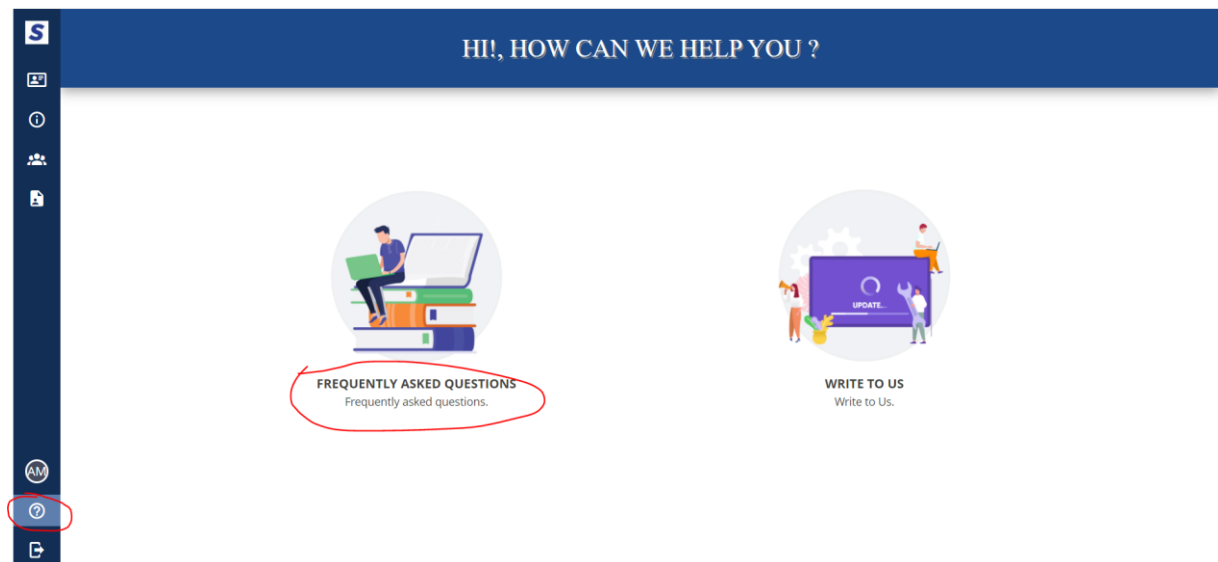 S
HI!, HOW CAN WE HELP YOU ?
UPDATE...
FREQUENTLY ASKED QUESTIONS
Frequently asked questions.
WRITE TO US
Write to Us.
AM